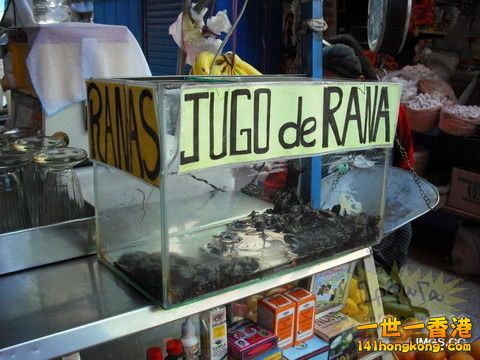 RANAS
JUGO de RANA
一世一香港
141hongkong.com